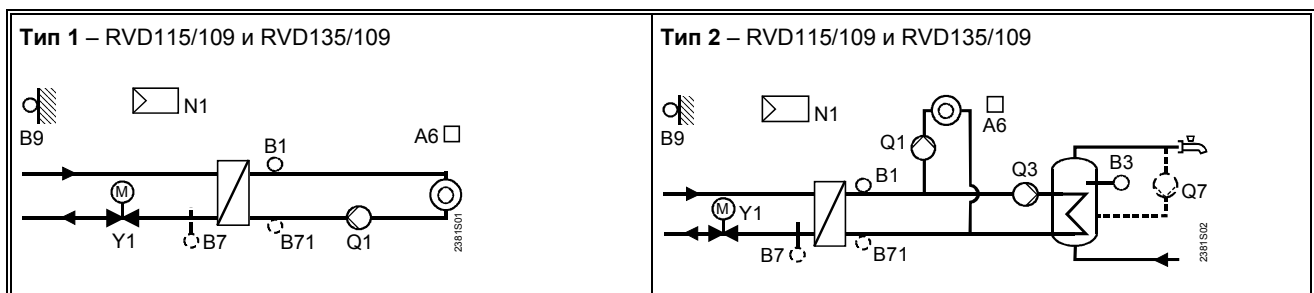 Тип 1 – RVD115/109 и RVD135/109
N1
B9
A6
B1
M
Y1
B7
B71
Q1
2381S01
Тип 2 – RVD115/109 и RVD135/109
N1
B9
A6
Q1
B1
Q3
B3
Q7
M
Y1
B7
B71
2381S02